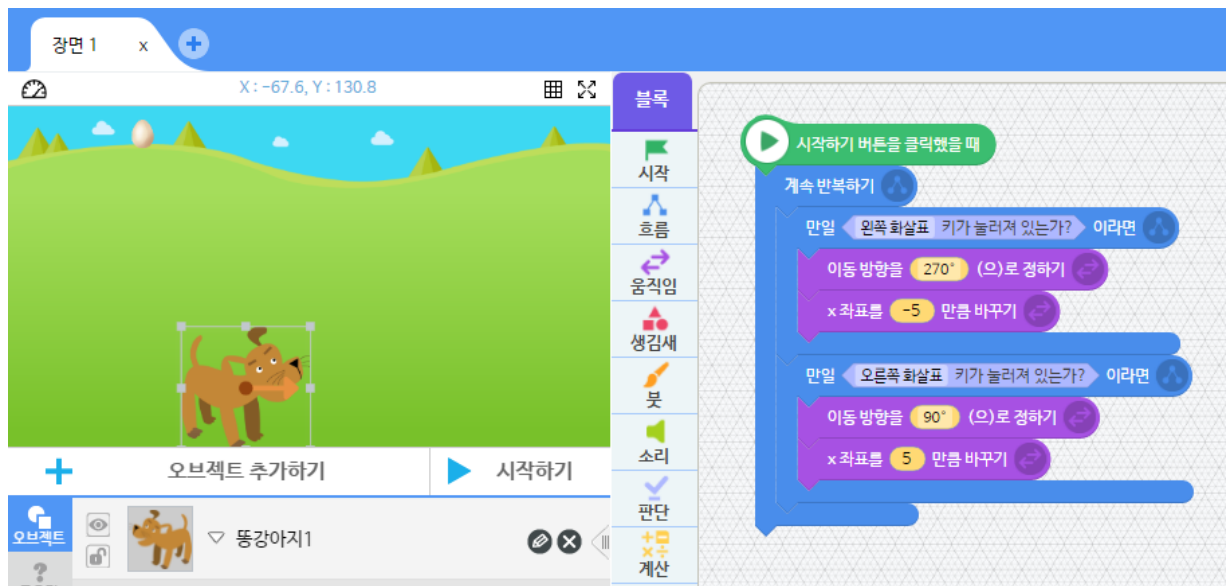 장면 1 x
X : -67.6, Y : 130.8
오브젝트 추가하기
시작하기
오브젝트
?
똥강아지1
블록
시작
흐름
움직임
생김새
붓
소리
판단
계산
시작하기 버튼을 클릭했을 때
계속 반복하기
만일 왼쪽 화살표 키가 눌러져 있는가? 이라면
이동 방향을 270° (으)로 정하기
x 좌표를 -5 만큼 바꾸기
만일 오른쪽 화살표 키가 눌러져 있는가? 이라면
이동 방향을 90° (으)로 정하기
x 좌표를 5 만큼 바꾸기